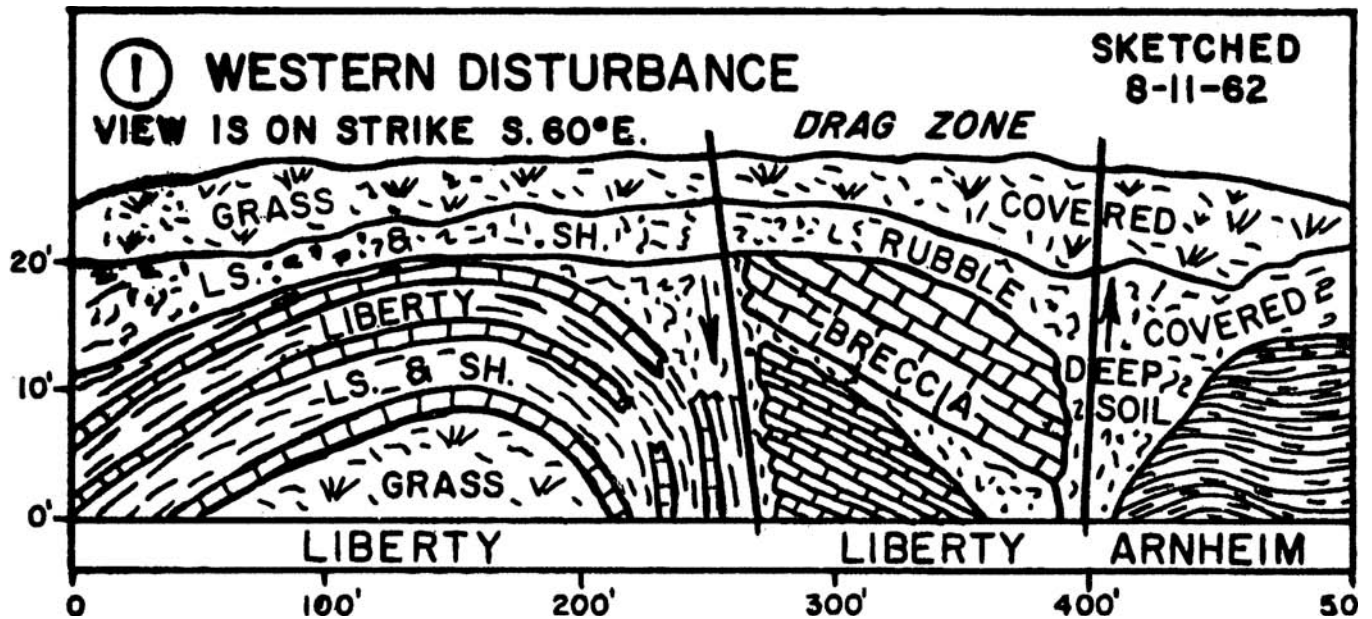 ① WESTERN DISTURBANCE
SKETCHED
8-11-62
VIEW IS ON STRIKE S. 60°E.
DRAG ZONE
GRASS COVERED
LS. & SH. RUBBLE
20'
LIBERTY
LS. & SH.
BRECCIA
COVERED
DEEP
SOIL
10'
GRASS
0'
LIBERTY LIBERTY ARNHEIM
0 100' 200' 300' 400' 50